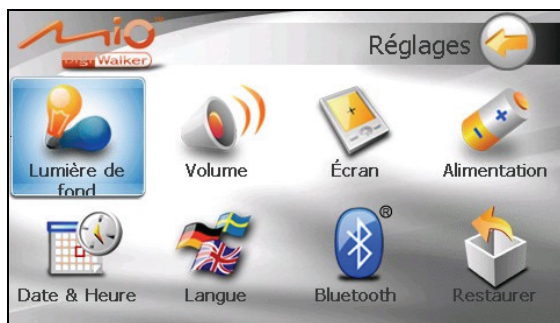 Mio
DigiWalker
Réglages
Lumière de
fond
Volume
Écran
Alimentation
Date & Heure
Langue
Bluetooth
®
Restaurer